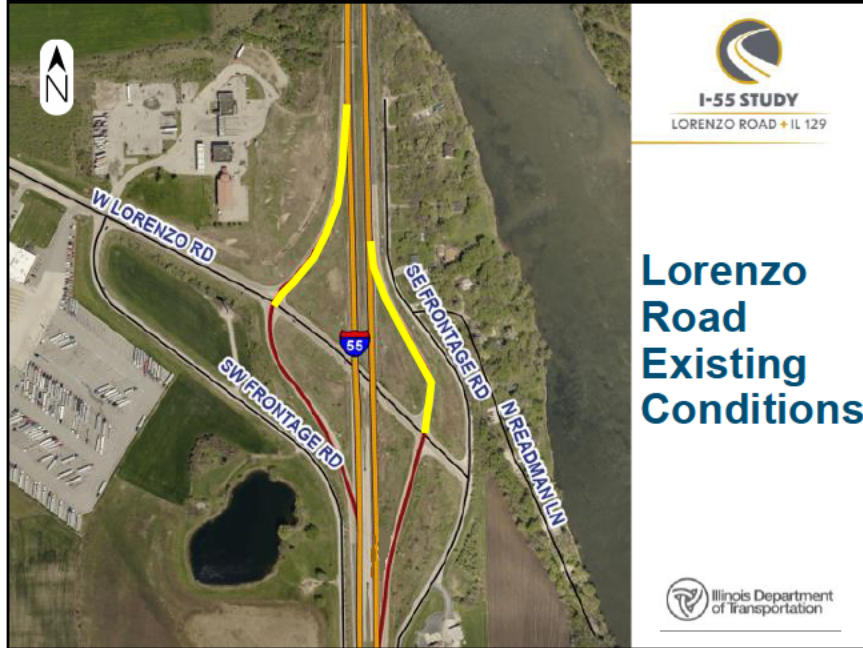 N
W LORENZO RD
SW FRONTAGE RD
55
SE FRONTAGE RD
N READMAN LN
I-55 STUDY
LORENZO ROAD + IL 129
Lorenzo
Road
Existing
Conditions
Illinois Department
of Transportation